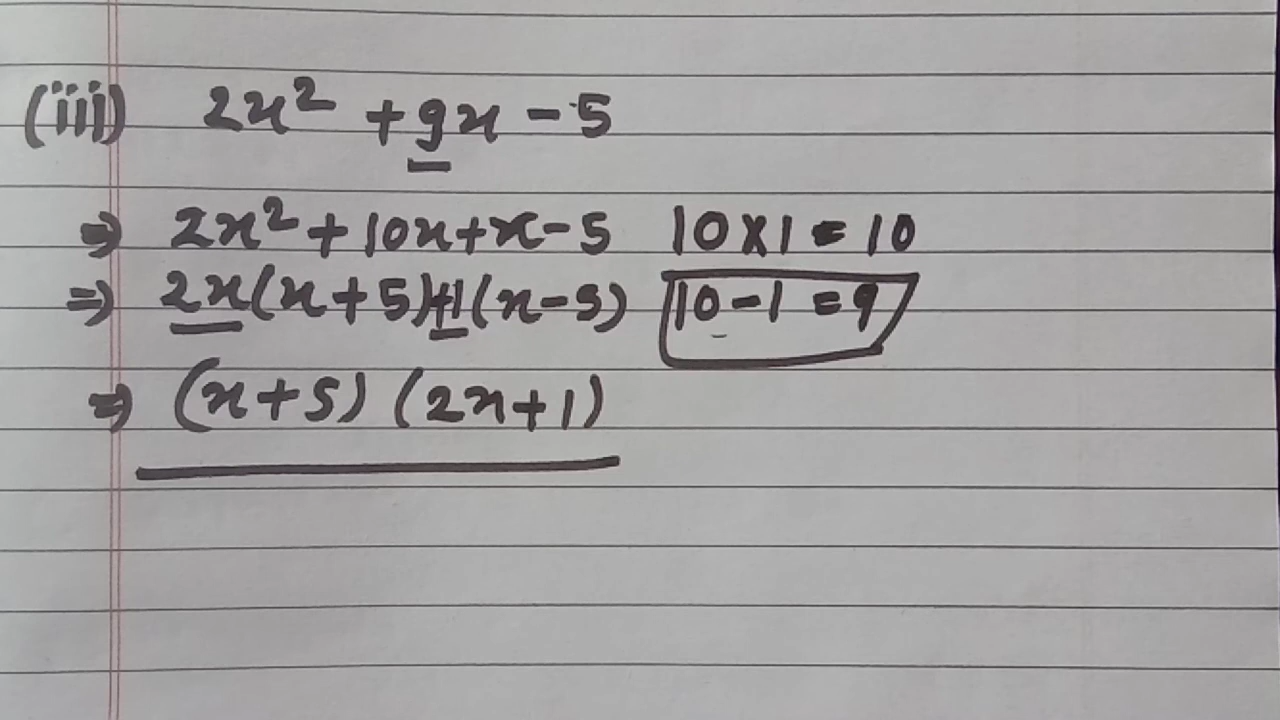 (iii) 2x² + 9x - 5
⇒ 2x² + 10x + x - 5 10 x 1 = 10
⇒ 2x(x + 5) +1(x - 5) 10 - 1 = 9
⇒ (x + 5) (2x + 1)